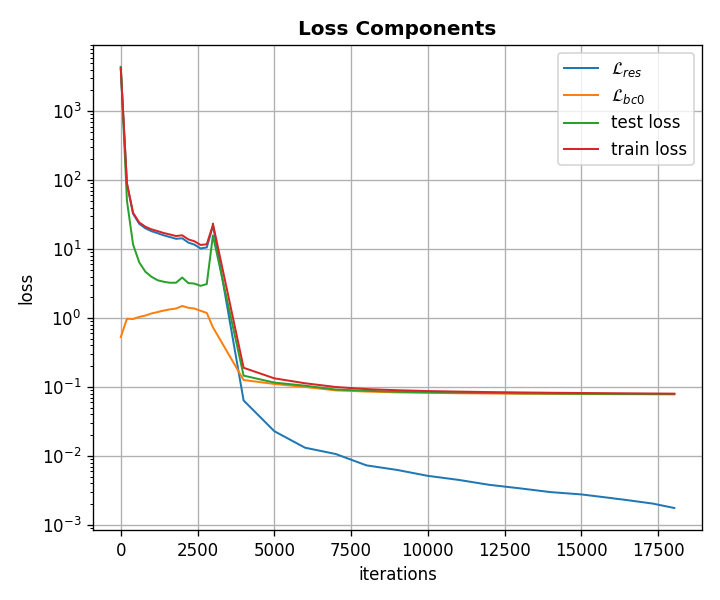 Loss Components
loss
10³
10²
10¹
10⁰
10⁻¹
10⁻²
10⁻³
ℒ_res
ℒ_bc0
test loss
train loss
0 2500 5000 7500 10000 12500 15000 17500
iterations